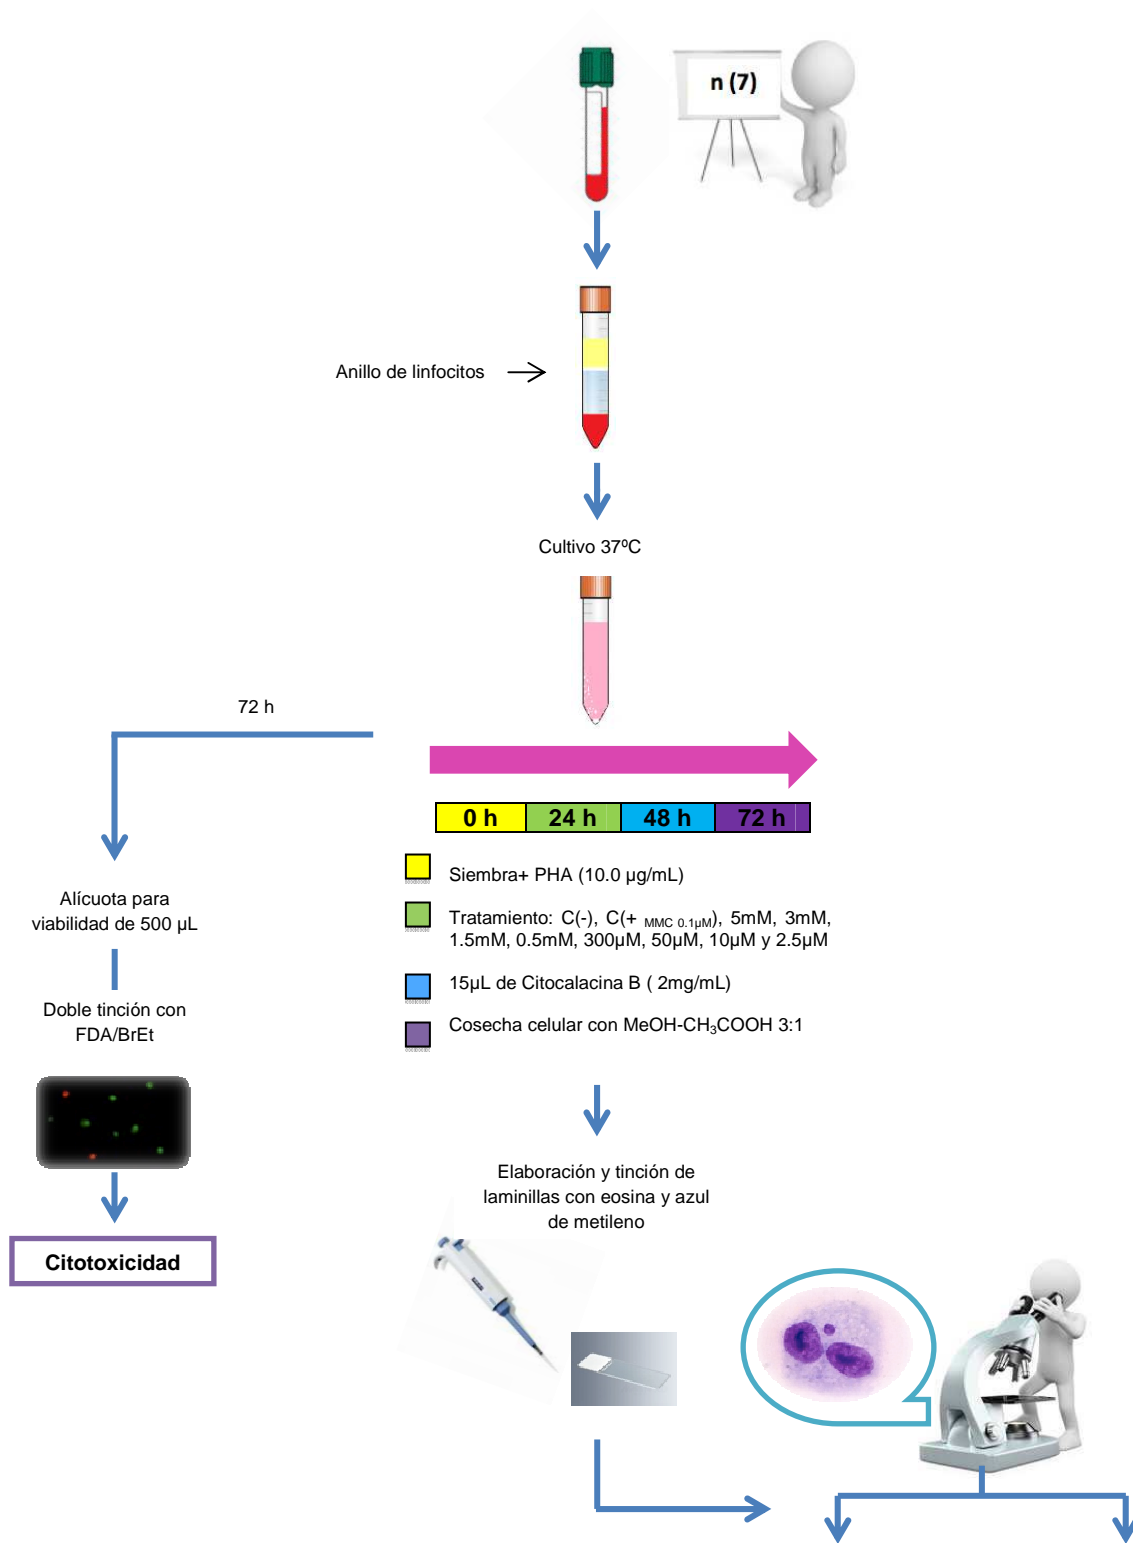 n (7)
Anillo de linfocitos
Cultivo 37ºC
72 h
0 h 24 h 48 h 72 h
Siembra+ PHA (10.0 µg/mL)
Tratamiento: C(-), C(+ MMC 0.1µM), 5mM, 3mM,
1.5mM, 0.5mM, 300µM, 50µM, 10µM y 2.5µM
15µL de Citocalacina B ( 2mg/mL)
Cosecha celular con MeOH-CH₃COOH 3:1
Alícuota para
viabilidad de 500 µL
Doble tinción con
FDA/BrEt
Citotoxicidad
Elaboración y tinción de
laminillas con eosina y azul
de metileno